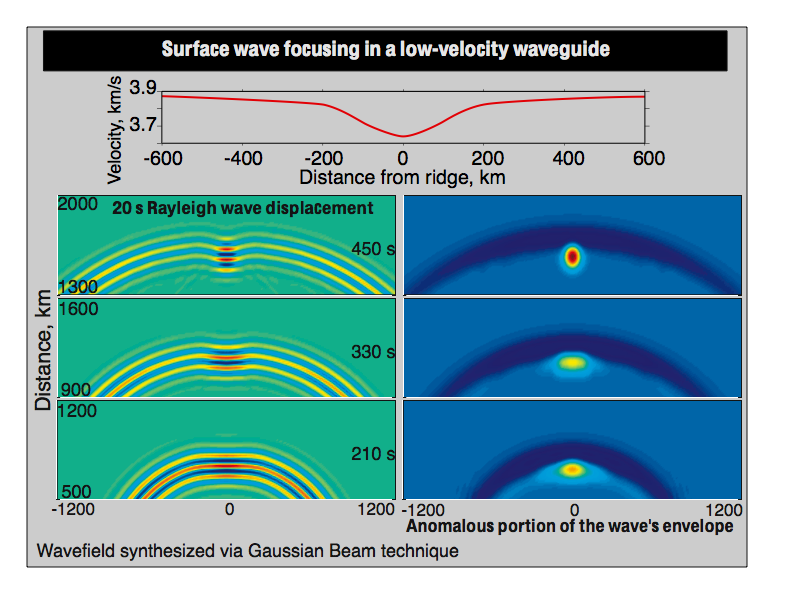 Surface wave focusing in a low-velocity waveguide
Velocity, km/s
3.9
3.7
-600 -400 -200 0 200 400 600
Distance from ridge, km
2000 20 s Rayleigh wave displacement
450 s
1300
1600
Distance, km
330 s
900
1200
210 s
500
-1200 0 1200 -1200 0 1200
Anomalous portion of the wave's envelope
Wavefield synthesized via Gaussian Beam technique